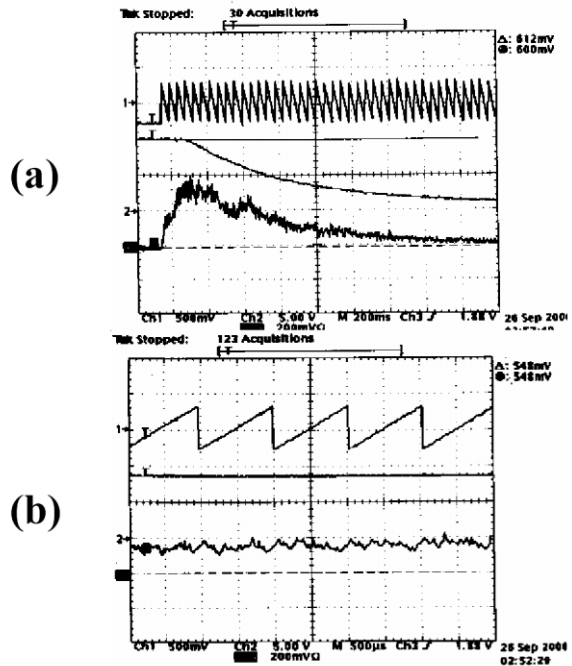 Tek Stopped: 30 Acquisitions
Δ: 612mV
@: 600mV
1→
(a)
2→
Ch1 500mV Ch2 5.00 V M 200ms Ch3 1.88 V
200mVΩ
26 Sep
Tek Stopped: 123 Acquisitions
Δ: 548mV
@: 548mV
1→
(b)
2→
Ch1 500mV Ch2 5.00 V M 500µs Ch3 1.88 V
200mVΩ
26 Sep
02:52:29